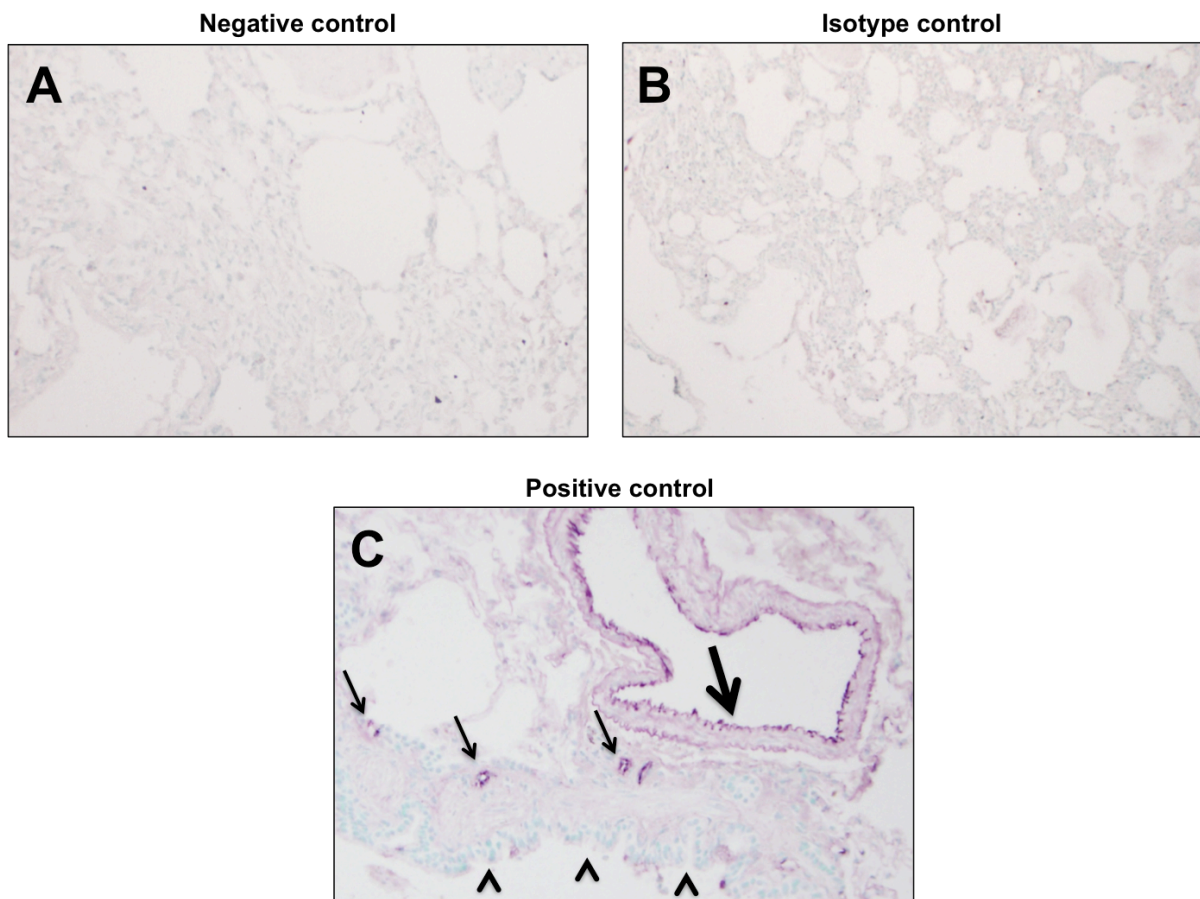 Negative control
Isotype control
A
B
Positive control
C